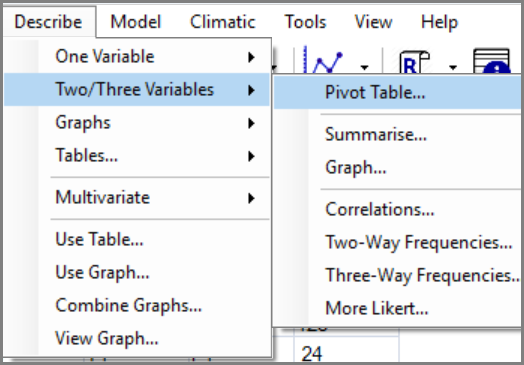 Describe Model Climatic Tools View Help
One Variable
Two/Three Variables
Graphs
Tables...
Multivariate
Use Table...
Use Graph...
Combine Graphs...
View Graph...
R
Pivot Table...
Summarise...
Graph...
Correlations...
Two-Way Frequencies...
Three-Way Frequencies..
More Likert...
24